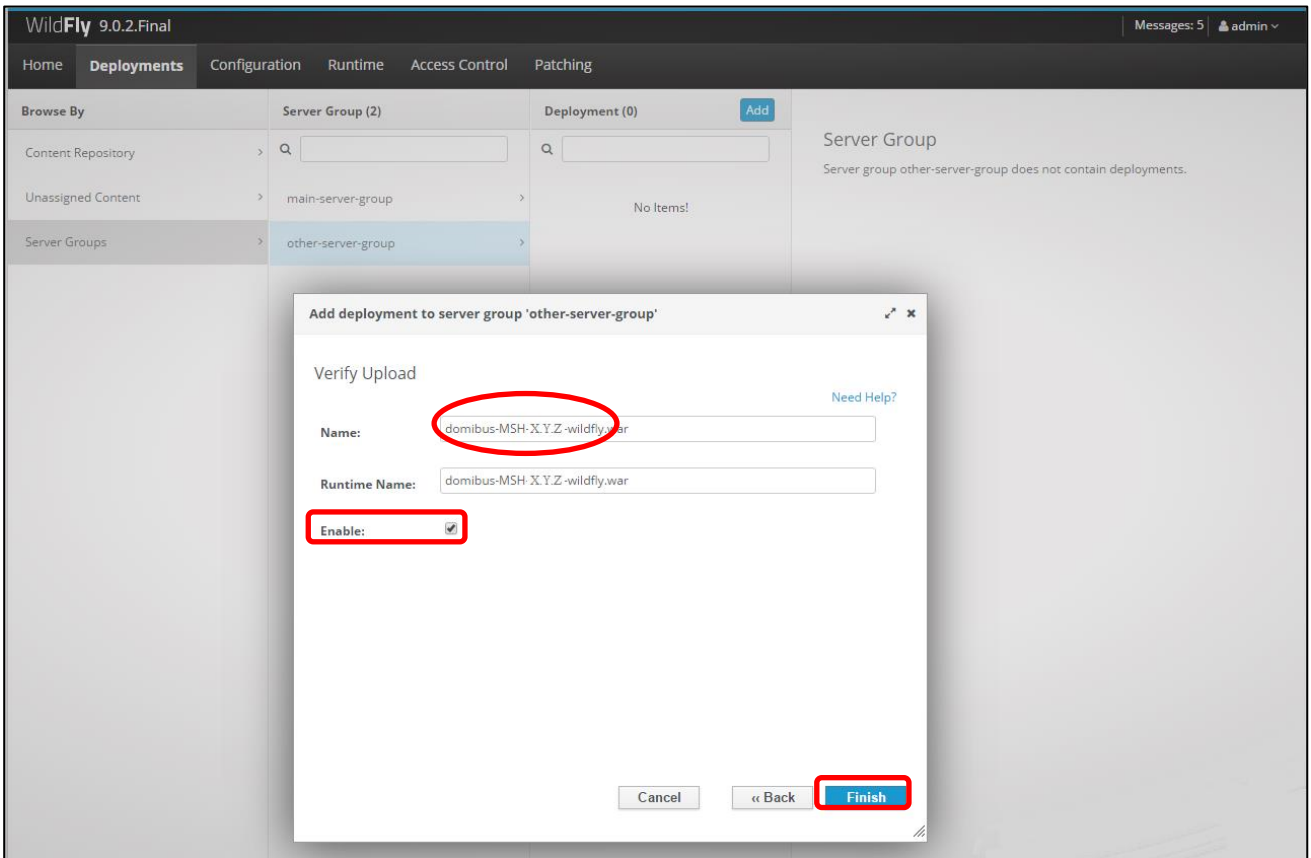 WildFly 9.0.2.Final Messages: 5 admin
Home Deployments Configuration Runtime Access Control Patching
Browse By Server Group (2) Deployment (0) Add
Content Repository
Unassigned Content
Server Groups
main-server-group
other-server-group
No Items!
Server Group
Server group other-server-group does not contain deployments.
Add deployment to server group 'other-server-group'
Verify Upload
Need Help?
Name: domibus-MSH-X.Y.Z-wildfly.war
Runtime Name: domibus-MSH-X.Y.Z-wildfly.war
Enable:
Cancel ‹‹ Back Finish